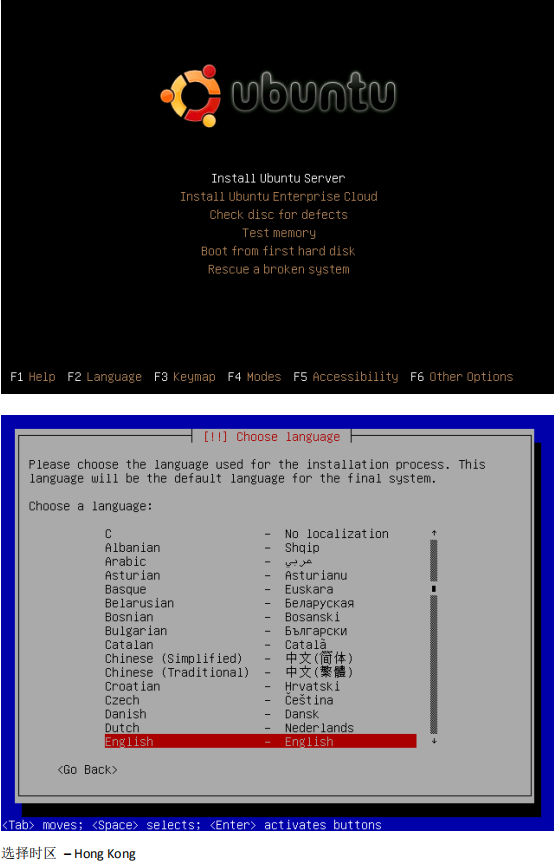 ubuntu
Install Ubuntu Server
Install Ubuntu Enterprise Cloud
Check disc for defects
Test memory
Boot from first hard disk
Rescue a broken system
F1 Help F2 Language F3 Keymap F4 Modes F5 Accessibility F6 Other Options
[!!] Choose language
Please choose the language used for the installation process. This
language will be the default language for the final system.
Choose a language:
C - No localization
Albanian - Shqip
Arabic - عربي
Asturian - Asturianu
Basque - Euskara
Belarusian - Беларуская
Bosnian - Bosanski
Bulgarian - Български
Catalan - Català
Chinese (Simplified) - 中文(简体)
Chinese (Traditional) - 中文(繁體)
Croatian - Hrvatski
Czech - Čeština
Danish - Dansk
Dutch - Nederlands
English - English
<Go Back>
<Tab> moves; <Space> selects; <Enter> activates buttons
选择时区 – Hong Kong